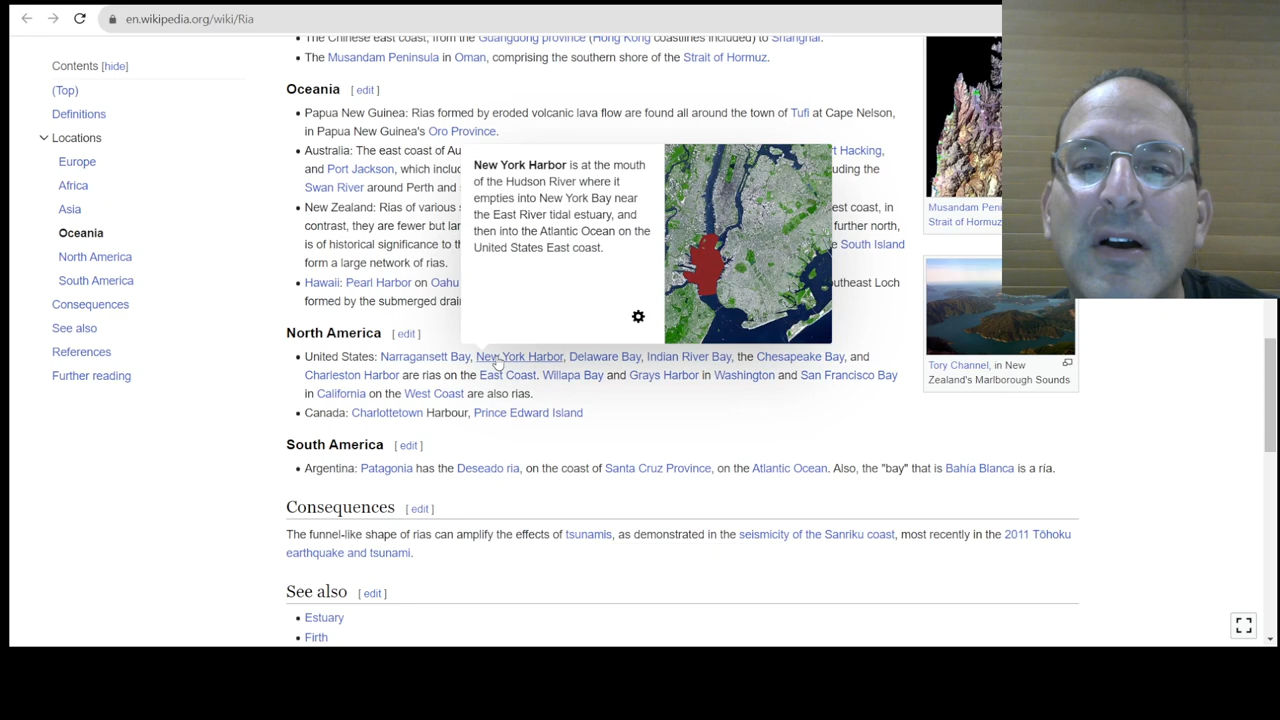 en.wikipedia.org/wiki/Ria
Contents [hide]
(Top)
Definitions
Locations
Europe
Africa
Asia
Oceania
North America
South America
Consequences
See also
References
Further reading
• The Chinese east coast, from the Guangdong province (Hong Kong coastlines included) to Shanghai.
• The Musandam Peninsula in Oman, comprising the southern shore of the Strait of Hormuz.
Oceania [ edit ]
• Papua New Guinea: Rias formed by eroded volcanic lava flow are found all around the town of Tufi at Cape Nelson,
in Papua New Guinea's Oro Province.
• Australia: The east coast of Au
rt Hacking,
and Port Jackson, which inclu
uding the
Swan River around Perth and s
• New Zealand: Rias of various s
est coast, in
contrast, they are fewer but lar
further north,
is of historical significance to th
South Island
form a large network of rias.
• Hawaii: Pearl Harbor on Oahu
utheast Loch
formed by the submerged drai
New York Harbor is at the mouth
of the Hudson River where it
empties into New York Bay near
the East River tidal estuary, and
then into the Atlantic Ocean on the
United States East coast.
North America [ edit ]
• United States: Narragansett Bay, New York Harbor, Delaware Bay, Indian River Bay, the Chesapeake Bay, and
Charleston Harbor are rias on the East Coast. Willapa Bay and Grays Harbor in Washington and San Francisco Bay
in California on the West Coast are also rias.
• Canada: Charlottetown Harbour, Prince Edward Island
South America [ edit ]
• Argentina: Patagonia has the Deseado ria, on the coast of Santa Cruz Province, on the Atlantic Ocean. Also, the "bay" that is Bahía Blanca is a ría.
Consequences [ edit ]
The funnel-like shape of rias can amplify the effects of tsunamis, as demonstrated in the seismicity of the Sanriku coast, most recently in the 2011 Tōhoku
earthquake and tsunami.
See also [ edit ]
• Estuary
• Firth
Musandam Peni
Strait of Hormuz
Tory Channel, in New
Zealand's Marlborough Sounds